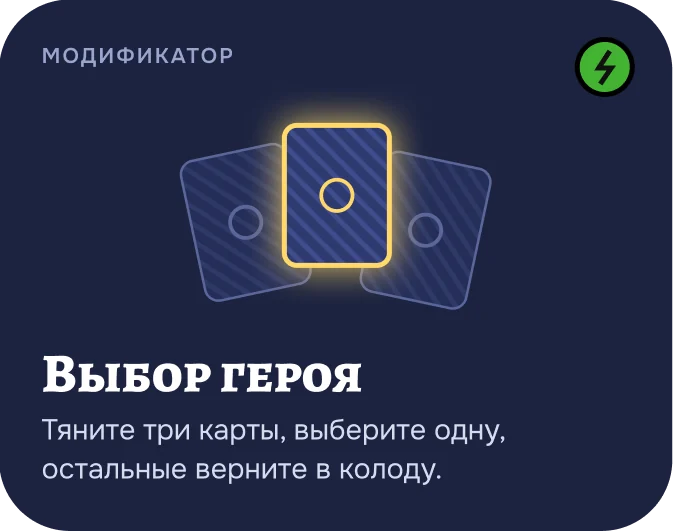 МОДИФИКАТОР
Выбор героя
Тяните три карты, выберите одну,
остальные верните в колоду.